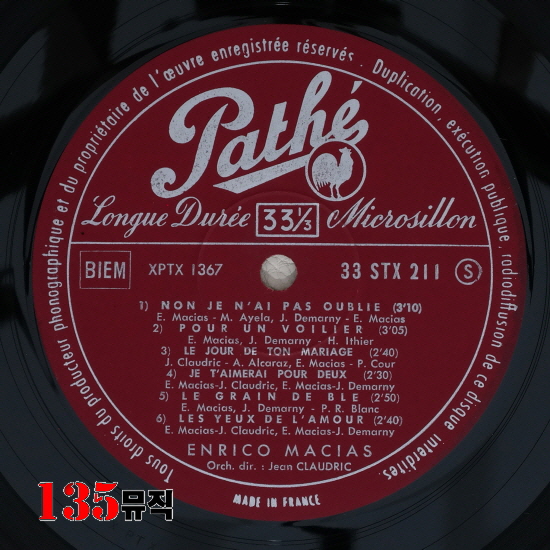 Tous droits du producteur phonographique et du propriétaire de l'œuvre enregistrée réservés. Duplication, exécution publique, radiodiffusion de ce disque interdites.
Pathé
Longue Durée 33⅓ Microsillon
BIEM XPTX 1367 33 STX 211 S
1) NON JE N'AI PAS OUBLIE (3'10)
E. Macias - M. Ayela, J. Demarny - E. Macias
2) POUR UN VOILIER (3'05)
E. Macias, J. Demarny - H. Ithier
3) LE JOUR DE TON MARIAGE (2'40)
J. Claudric - A. Alcaraz, E. Macias - P. Cour
4) JE T'AIMERAI POUR DEUX (2'30)
E. Macias-J. Claudric, E. Macias-J. Demarny
5) LE GRAIN DE BLE (2'50)
E. Macias, J. Demarny - P.R. Blanc
6) LES YEUX DE L'AMOUR (2'40)
E. Macias-J. Claudric, E. Macias-J. Demarny
ENRICO MACIAS
Orch. dir. : Jean CLAUDRIC
MADE IN FRANCE
135뮤직